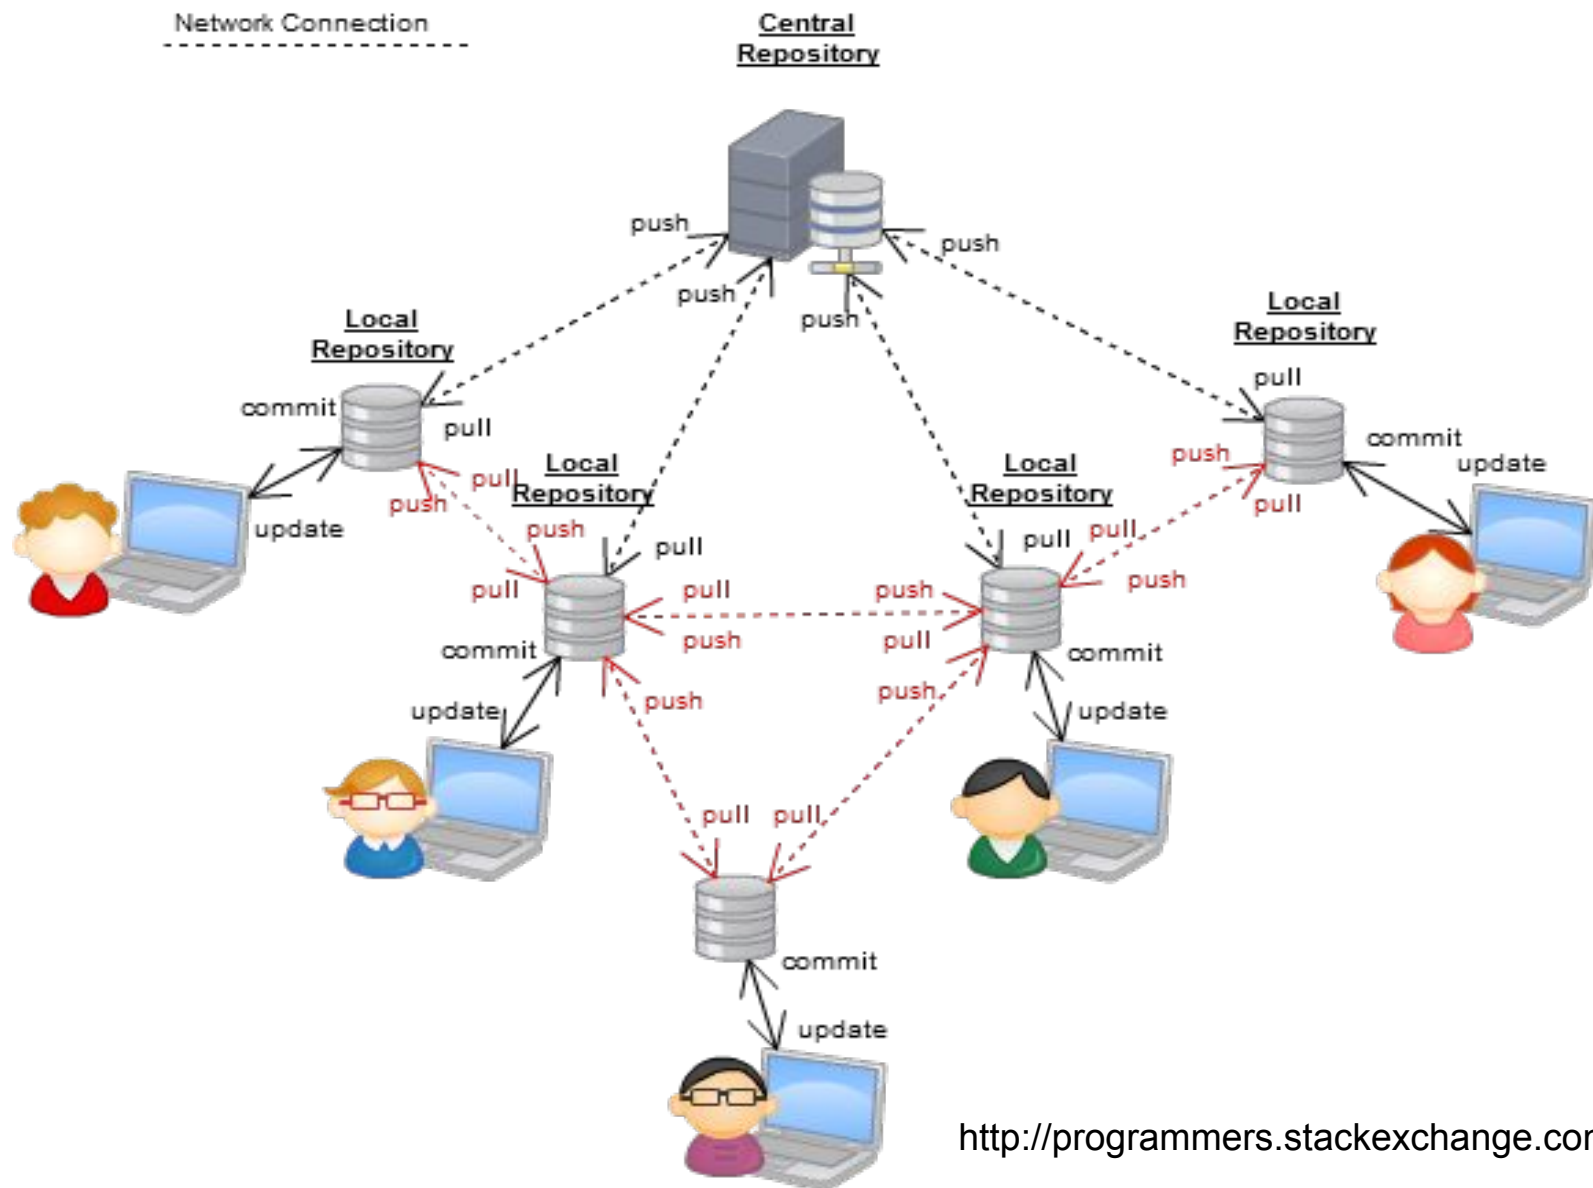 Network Connection
Central
Repository
push
push
push
push
Local
Repository
Local
Repository
commit
pull
pull
commit
update
pull
push
Local
Repository
Local
Repository
push
pull
update
push
pull
pull
pull
pull
push
pull
push
push
pull
commit
commit
push
push
update
update
pull
pull
commit
update
http://programmers.stackexchange.com